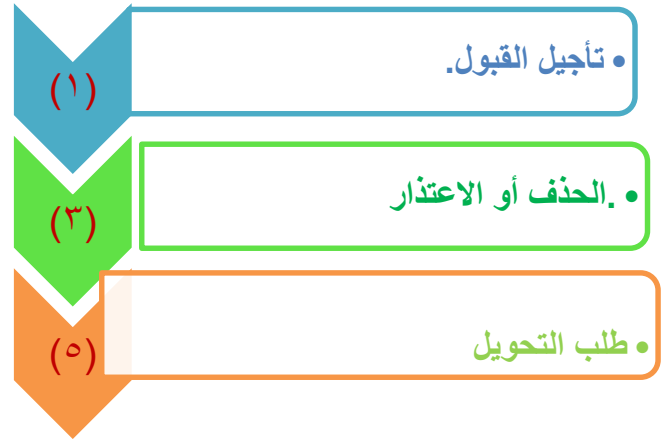 (١)
• تأجيل القبول.
(٣)
• .الحذف أو الاعتذار
(٥)
• طلب التحويل